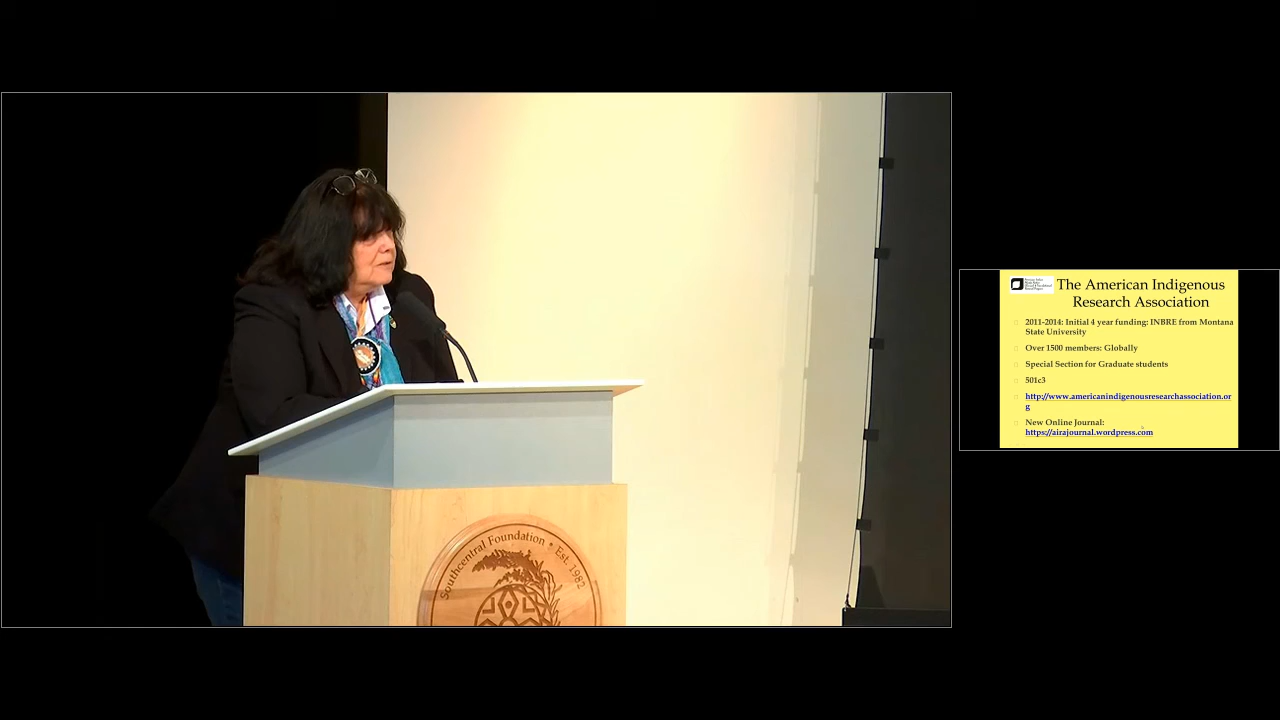 Southcentral Foundation • Est. 1982
The American Indigenous
Research Association
2011-2014: Initial 4 year funding: INBRE from Montana
State University
Over 1500 members: Globally
Special Section for Graduate students
501c3
http://www.americanindigenousresearchassociation.or
g
New Online Journal:
https://airajournal.wordpress.com